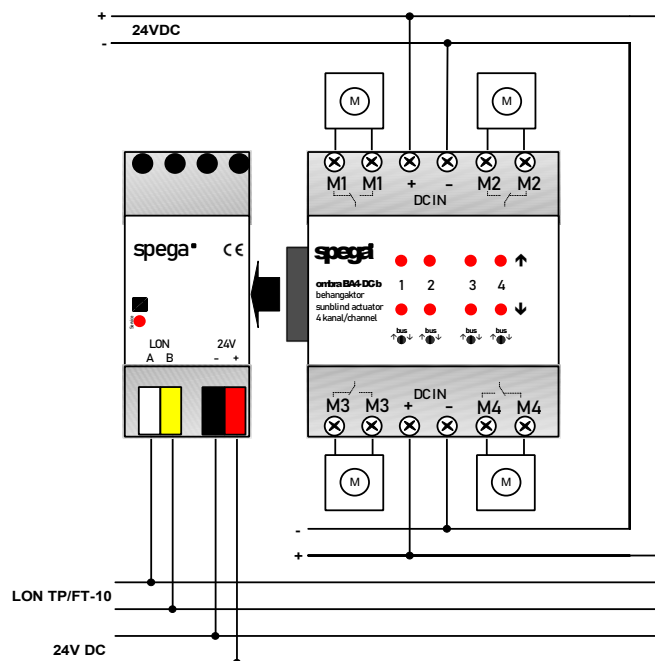 +
24VDC
-
M M
M1 M1 + - M2 M2
DC IN
spega CE
spega
ombra BA4-DC-b
behangaktor
sunblind actuator
4 kanal/channel
1 2 3 4
bus bus bus bus
Service
LON 24V
A B - +
DC IN
M3 M3 + - M4 M4
M M
-
+
LON TP/FT-10
24V DC